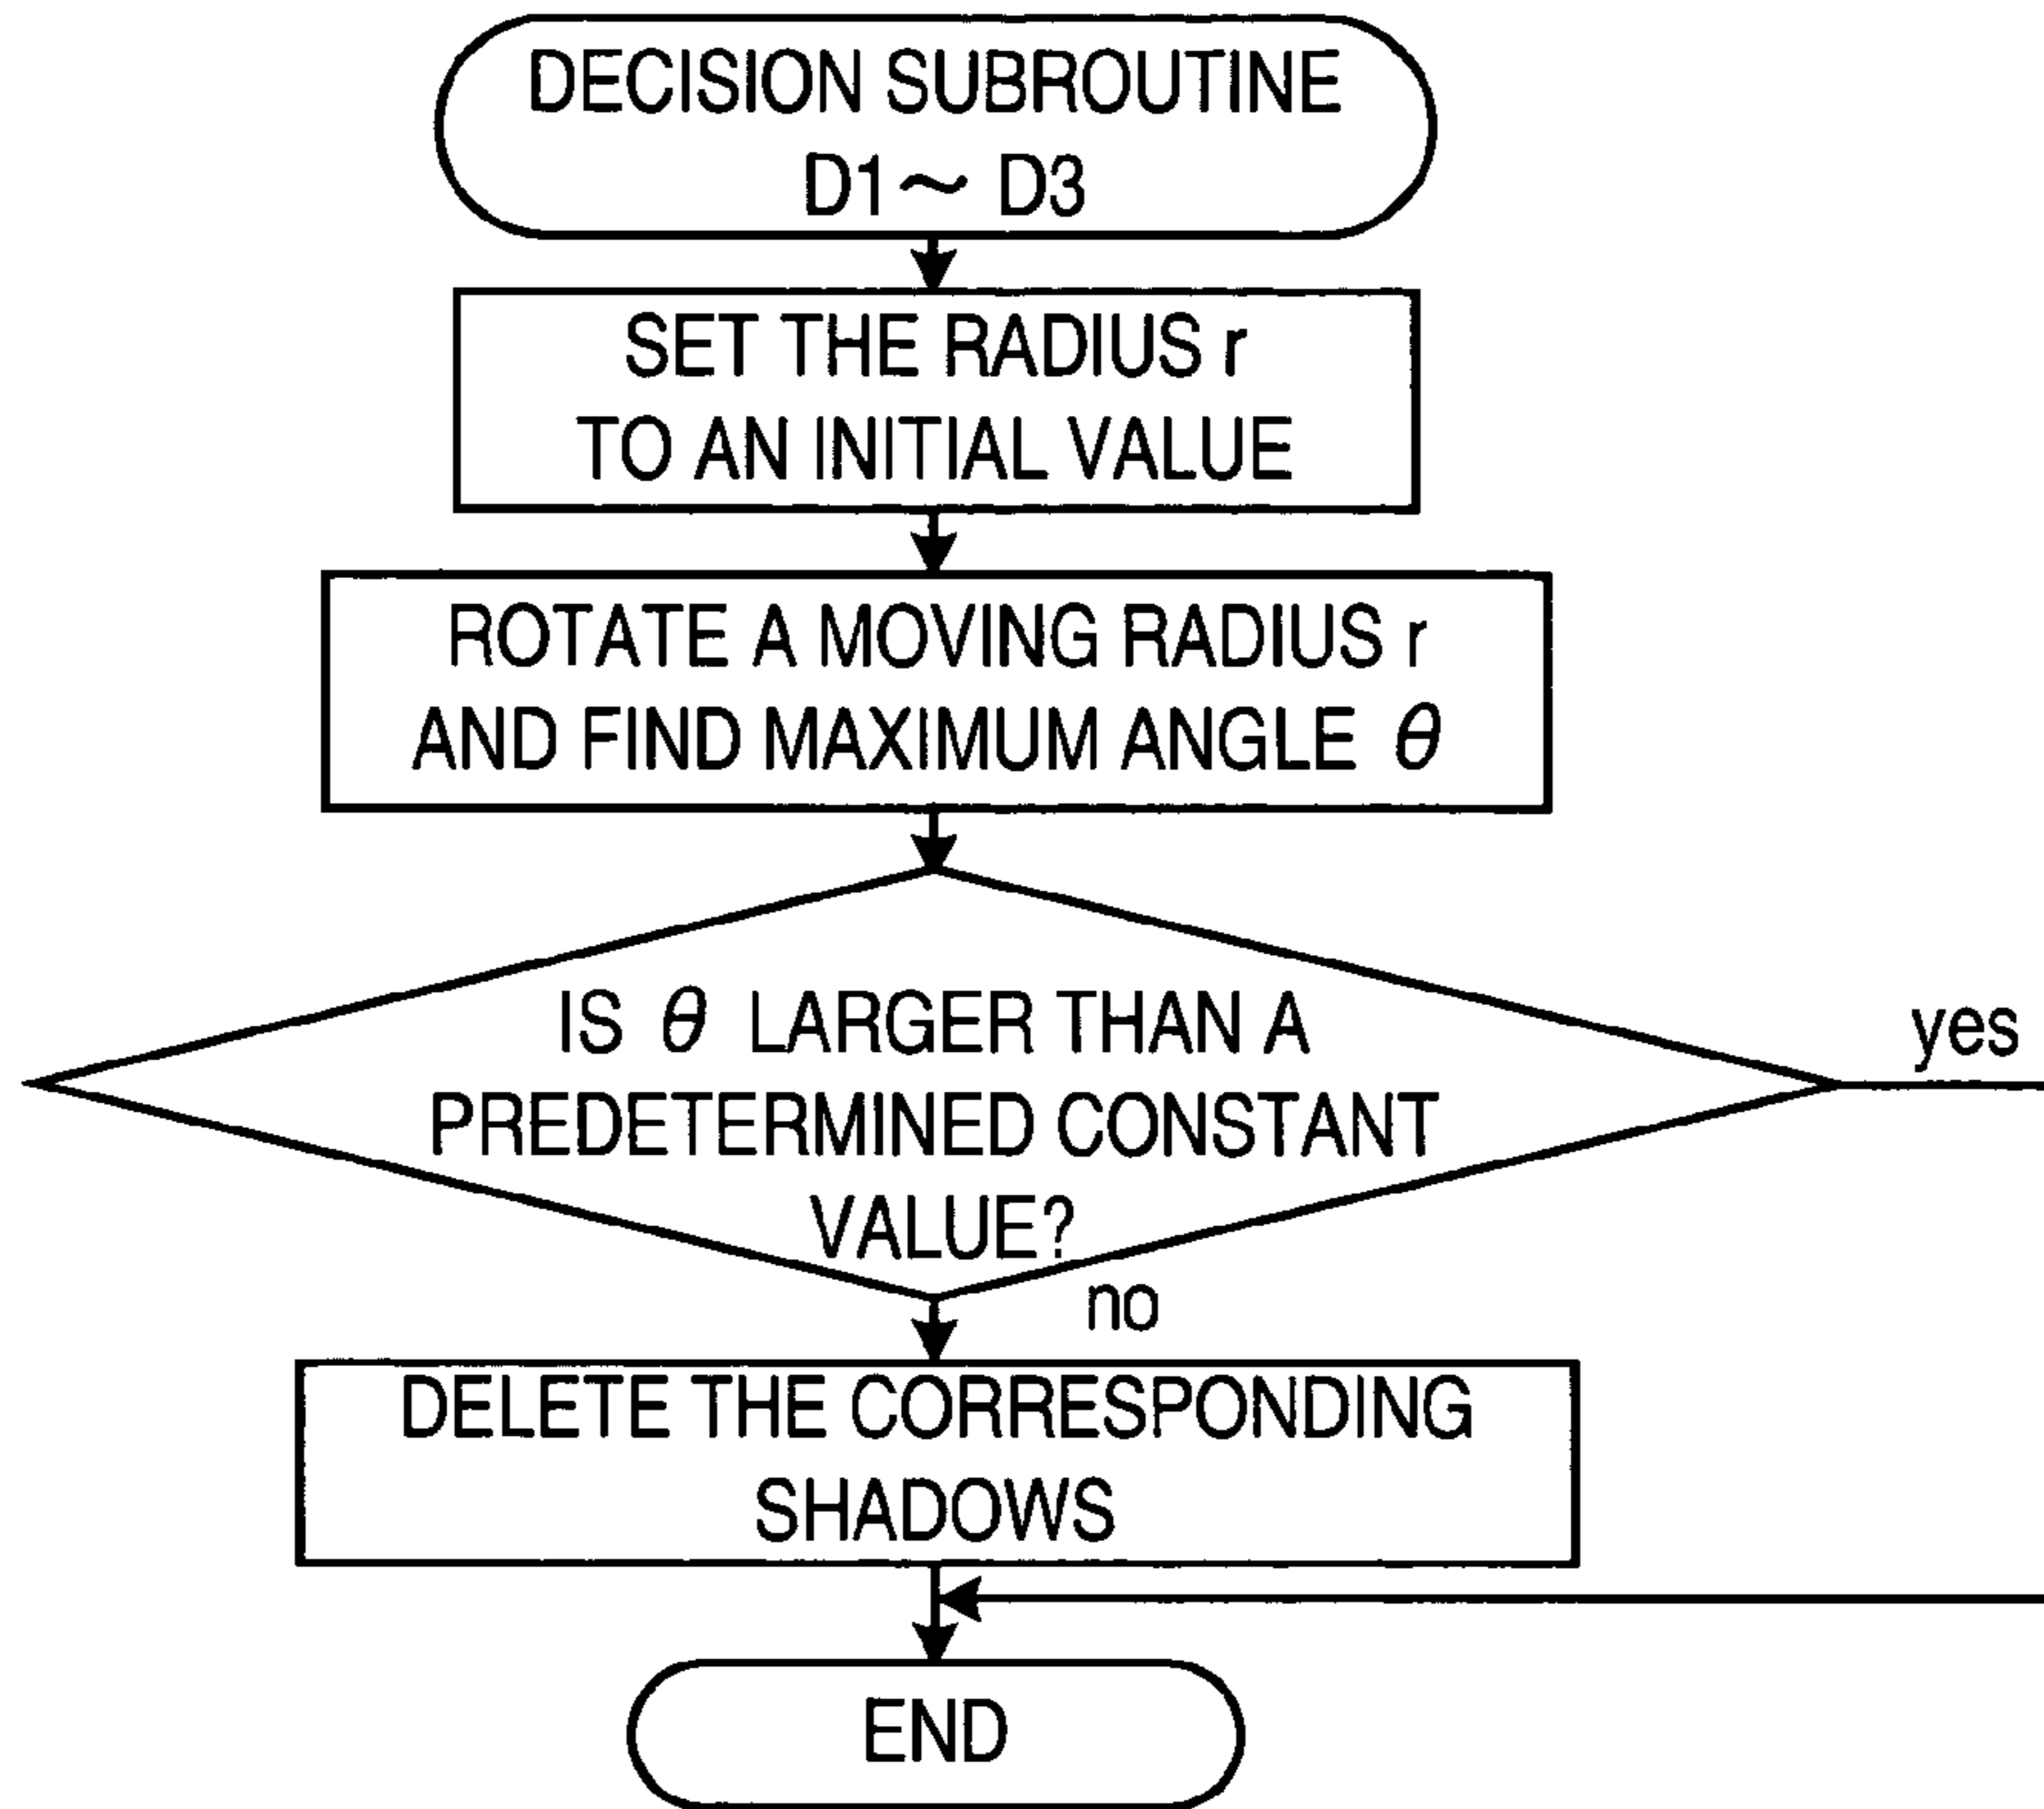 DECISION SUBROUTINE
D1～ D3
SET THE RADIUS r
TO AN INITIAL VALUE
ROTATE A MOVING RADIUS r
AND FIND MAXIMUM ANGLE θ
IS θ LARGER THAN A
PREDETERMINED CONSTANT
VALUE?
yes
no
DELETE THE CORRESPONDING
SHADOWS
END